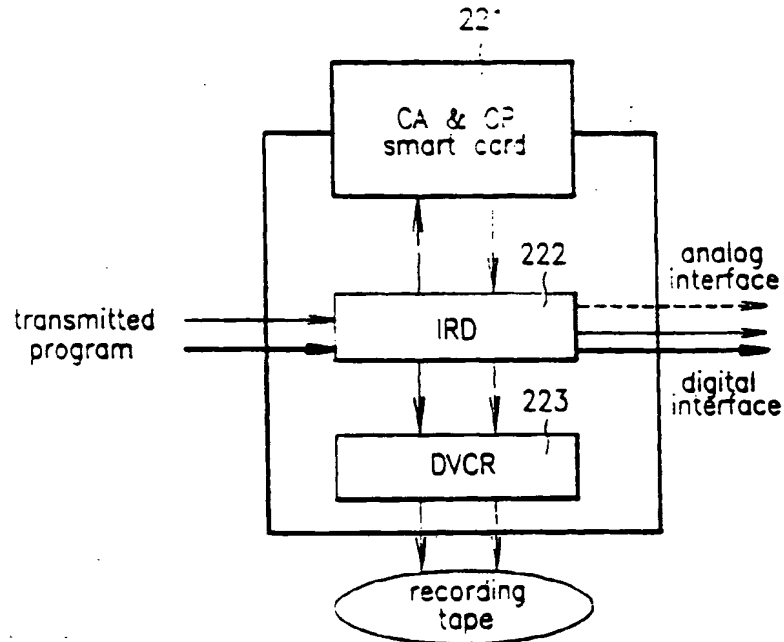 CA & CP
smart card
222
analog
interface
transmitted
program
IRD
digital
interface
223
DVCR
recording
tape